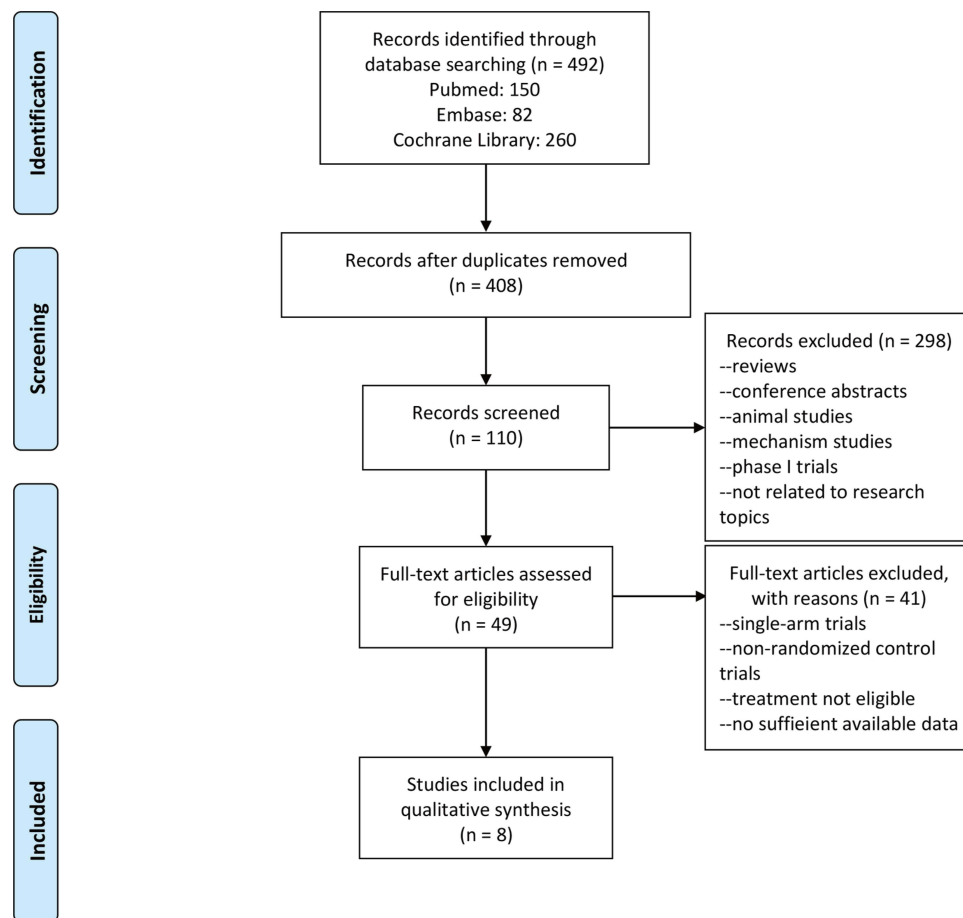 Identification
Records identified through
database searching (n = 492)
Pubmed: 150
Embase: 82
Cochrane Library: 260
Screening
Records after duplicates removed
(n = 408)
Records screened
(n = 110)
Records excluded (n = 298)
--reviews
--conference abstracts
--animal studies
--mechanism studies
--phase I trials
--not related to research
topics
Eligibility
Full-text articles assessed
for eligibility
(n = 49)
Full-text articles excluded,
with reasons (n = 41)
--single-arm trials
--non-randomized control
trials
--treatment not eligible
--no suffieient available data
Included
Studies included in
qualitative synthesis
(n = 8)